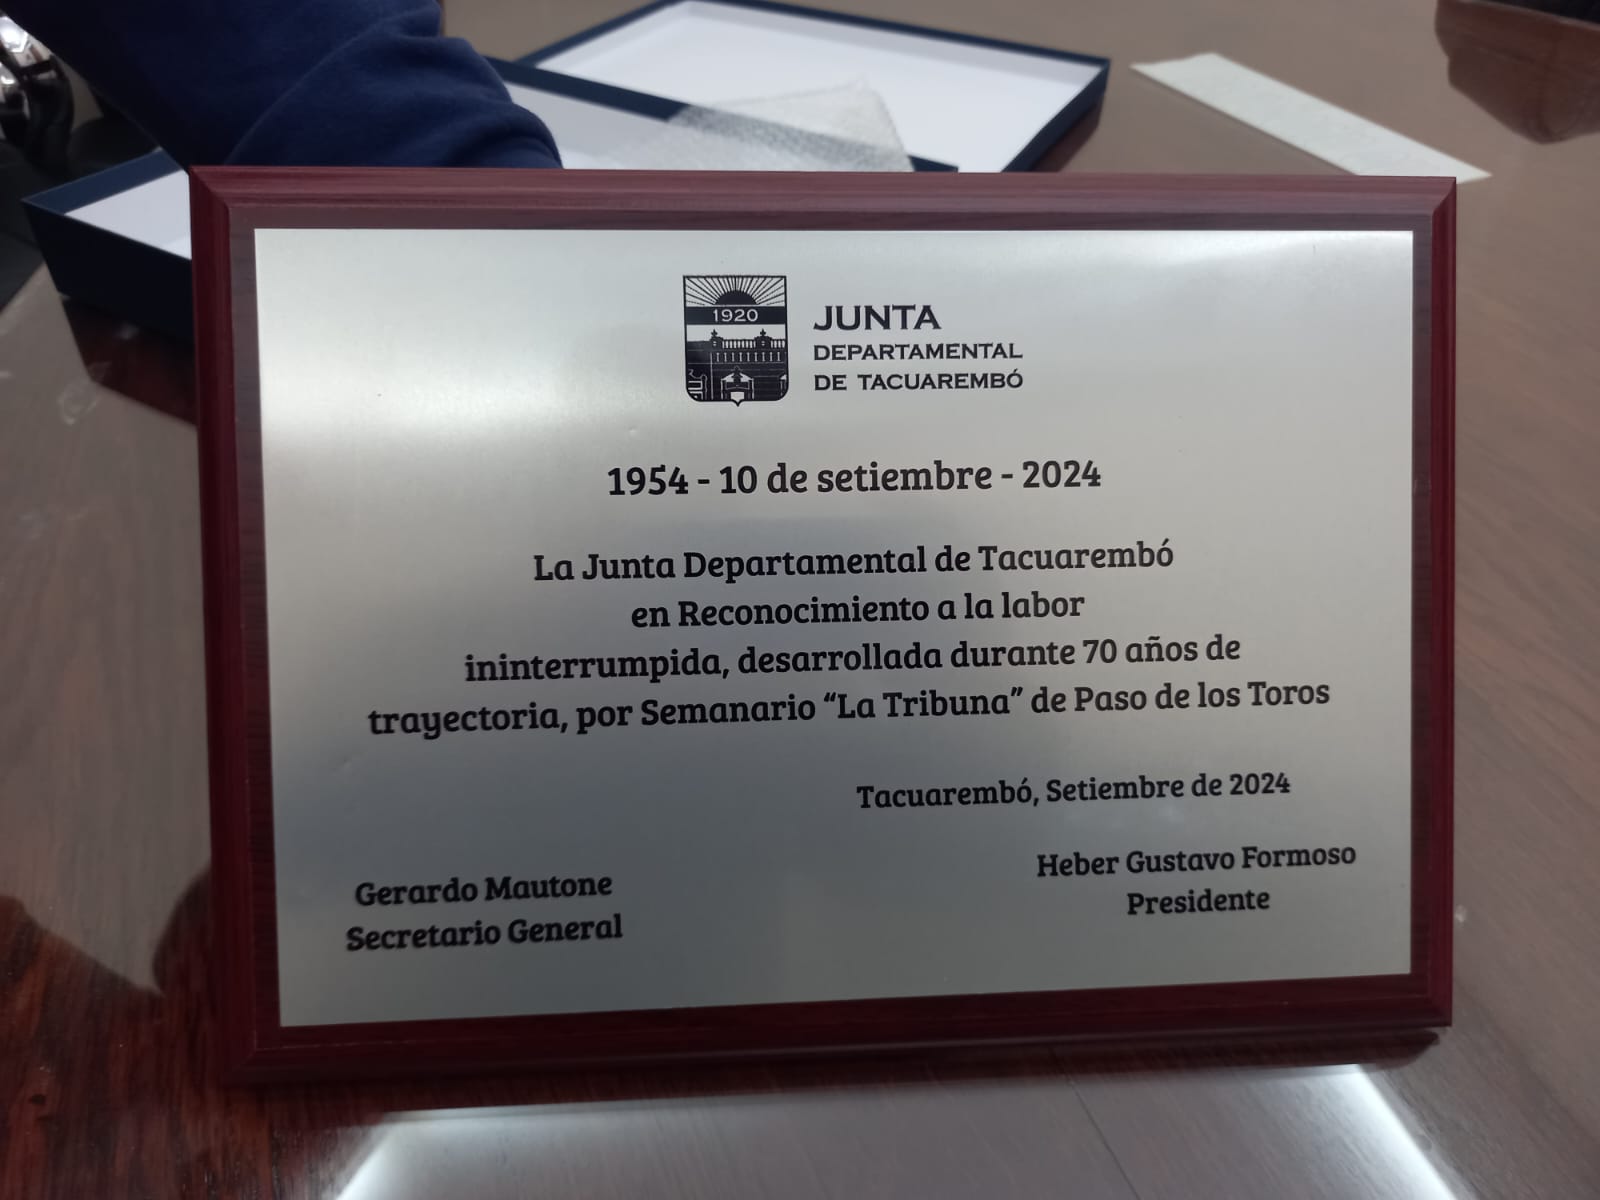 1920
JUNTA
DEPARTAMENTAL
DE TACUAREMBÓ
1954 - 10 de setiembre - 2024
La Junta Departamental de Tacuarembó
en Reconocimiento a la labor
ininterrumpida, desarrollada durante 70 años de
trayectoria, por Semanario “La Tribuna” de Paso de los Toros
Tacuarembó, Setiembre de 2024
Heber Gustavo Formoso
Presidente
Gerardo Mautone
Secretario General